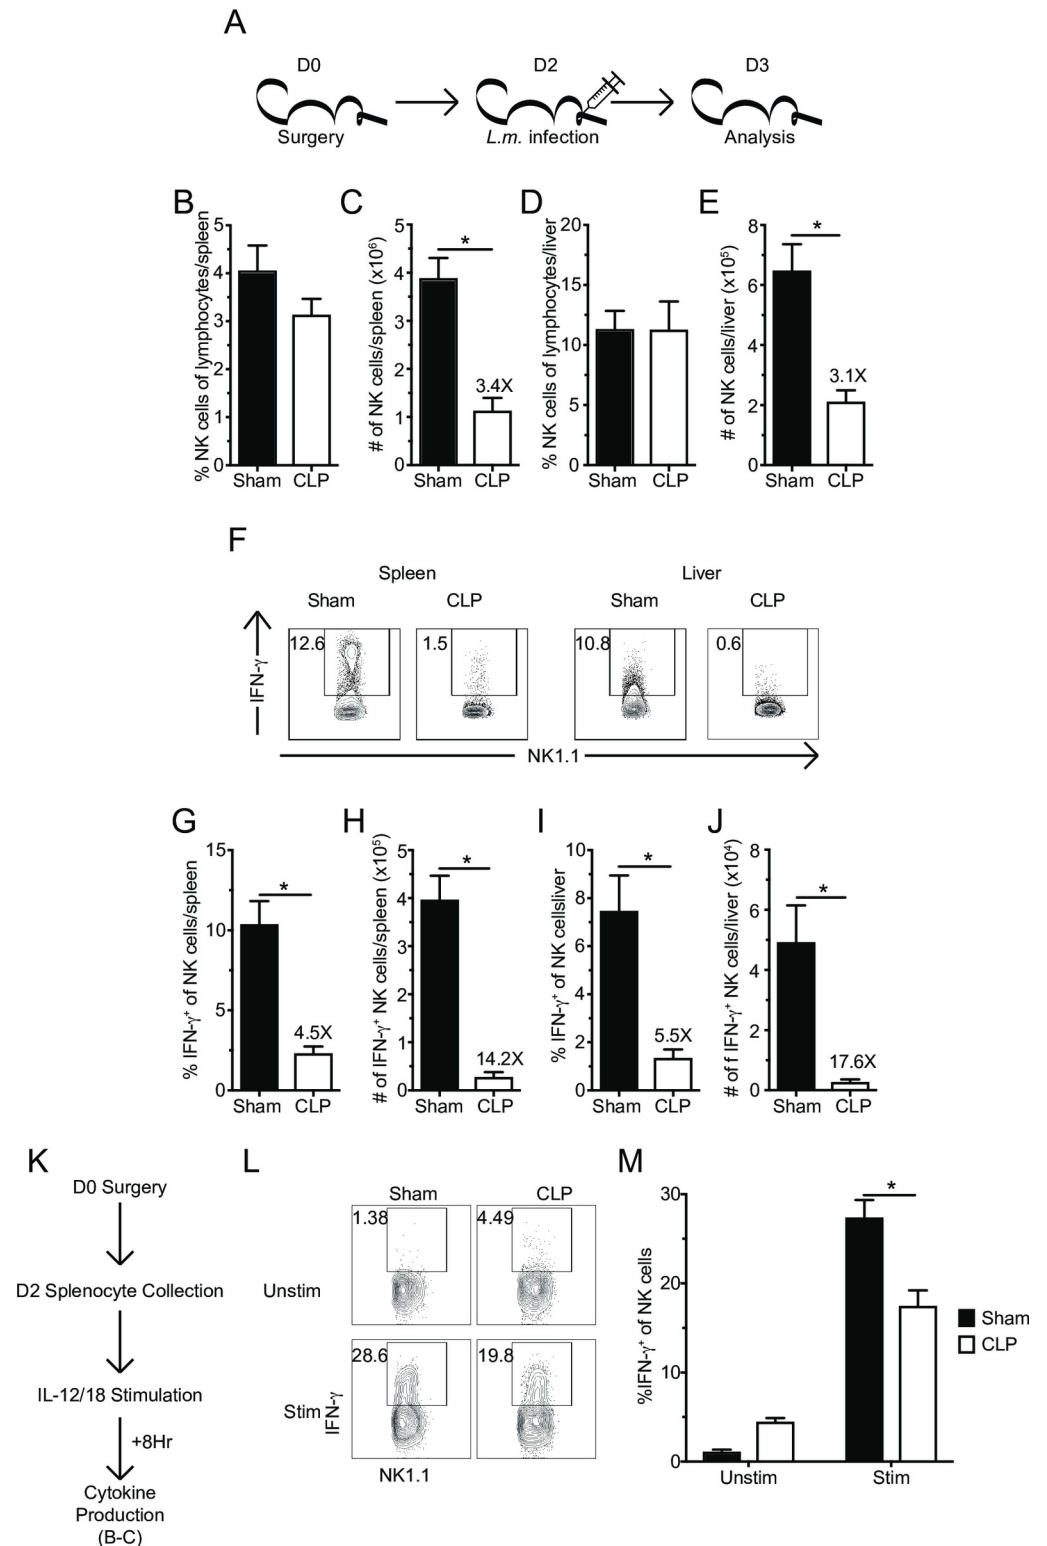 A
D0
D2
D3
Surgery
L.m. infection
Analysis
B
% NK cells of lymphocytes/spleen
5
4
3
2
1
0
Sham CLP
C
# of NK cells/spleen (x10⁶)
5
4
3
2
1
0
*
3.4X
Sham CLP
D
% NK cells of lymphocytes/liver
20
15
10
5
0
Sham CLP
E
# of NK cells/liver (x10⁵)
8
6
4
2
0
*
3.1X
Sham CLP
F
Spleen
Liver
Sham
CLP
Sham
CLP
IFN-γ
12.6
1.5
10.8
0.6
NK1.1
G
% IFN-γ⁺ of NK cells/spleen
15
10
5
0
*
4.5X
Sham CLP
H
# of IFN-γ⁺ NK cells/spleen (x10⁵)
5
4
3
2
1
0
*
14.2X
Sham CLP
I
% IFN-γ⁺ of NK cellsliver
10
8
6
4
2
0
*
5.5X
Sham CLP
J
# of f IFN-γ⁺ NK cells/liver (x10⁴)
8
6
4
2
0
*
17.6X
Sham CLP
K
D0 Surgery
D2 Splenocyte Collection
IL-12/18 Stimulation
+8Hr
Cytokine
Production
(B-C)
L
Sham
CLP
Unstim
1.38
4.49
Stim
28.6
19.8
IFN-γ
NK1.1
M
%IFN-γ⁺ of NK cells
30
20
10
0
*
Unstim
Stim
Sham
CLP